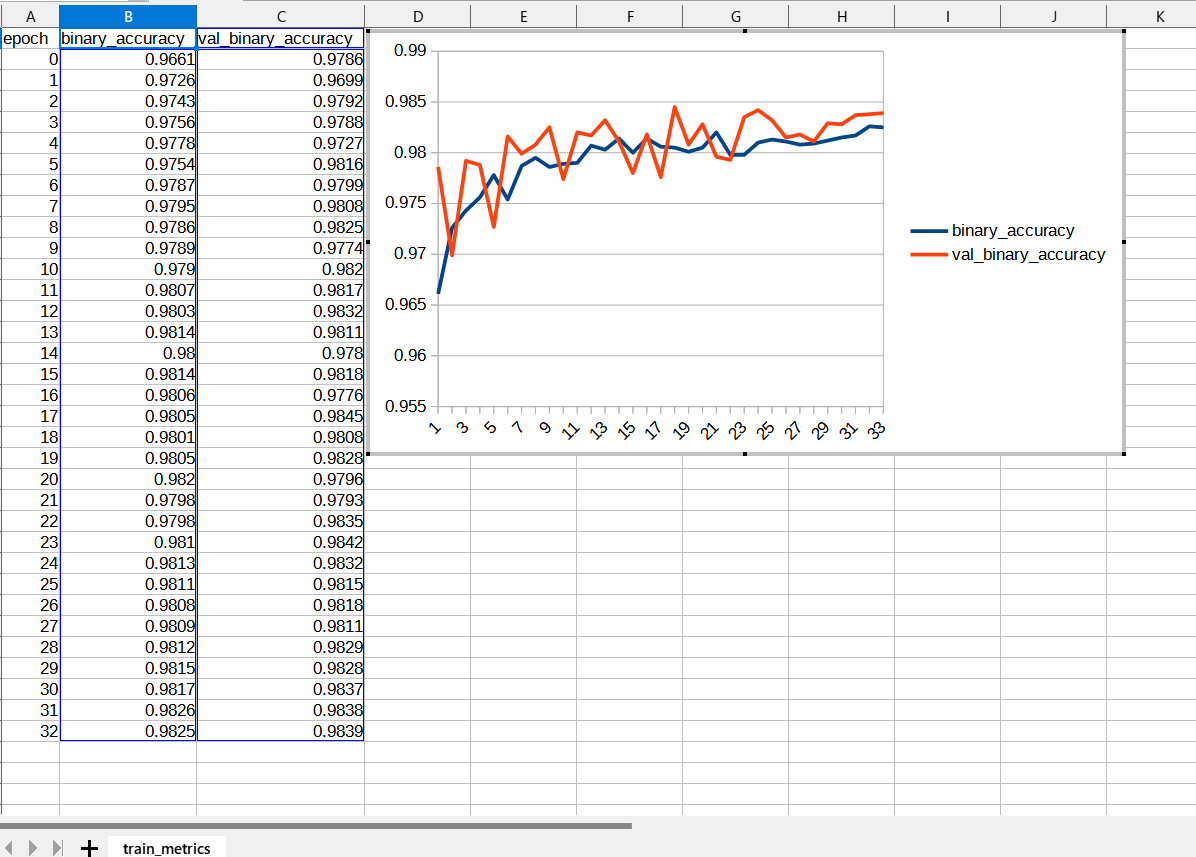 A B C D E F G H I J K
epoch binary_accuracy val_binary_accuracy
0 0.9661 0.9786
1 0.9726 0.9699
2 0.9743 0.9792
3 0.9756 0.9788
4 0.9778 0.9727
5 0.9754 0.9816
6 0.9787 0.9799
7 0.9795 0.9808
8 0.9786 0.9825
9 0.9789 0.9774
10 0.979 0.982
11 0.9807 0.9817
12 0.9803 0.9832
13 0.9814 0.9811
14 0.98 0.978
15 0.9814 0.9818
16 0.9806 0.9776
17 0.9805 0.9845
18 0.9801 0.9808
19 0.9805 0.9828
20 0.982 0.9796
21 0.9798 0.9793
22 0.9798 0.9835
23 0.981 0.9842
24 0.9813 0.9832
25 0.9811 0.9815
26 0.9808 0.9818
27 0.9809 0.9811
28 0.9812 0.9829
29 0.9815 0.9828
30 0.9817 0.9837
31 0.9826 0.9838
32 0.9825 0.9839
0.99
0.985
0.98
0.975
0.97
0.965
0.96
0.955
1 3 5 7 9 11 13 15 17 19 21 23 25 27 29 31 33
binary_accuracy
val_binary_accuracy
train_metrics